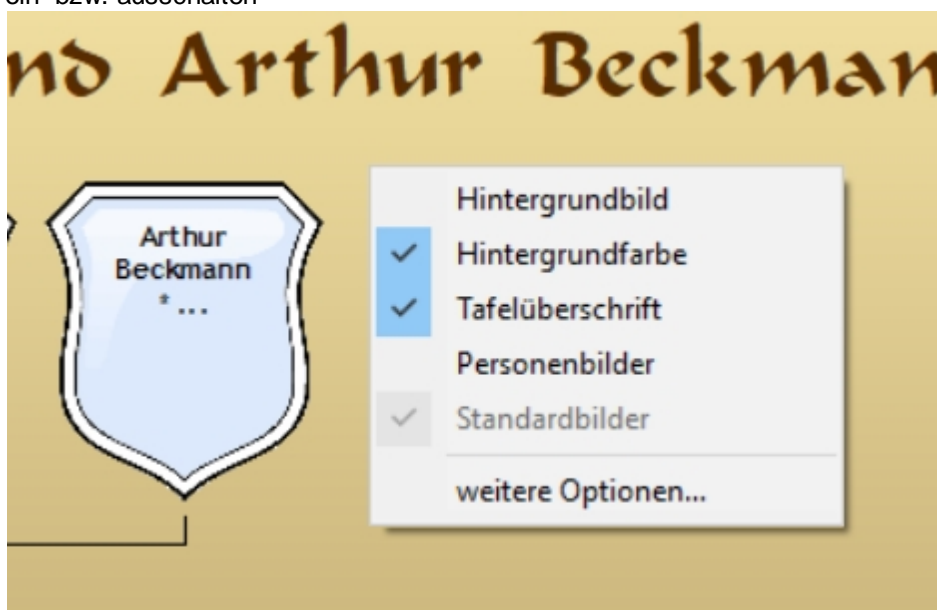 ein- bzw. ausschalten
nd Arthur Beckman
Arthur
Beckmann
* ...
Hintergrundbild
Hintergrundfarbe
Tafelüberschrift
Personenbilder
Standardbilder
weitere Optionen...